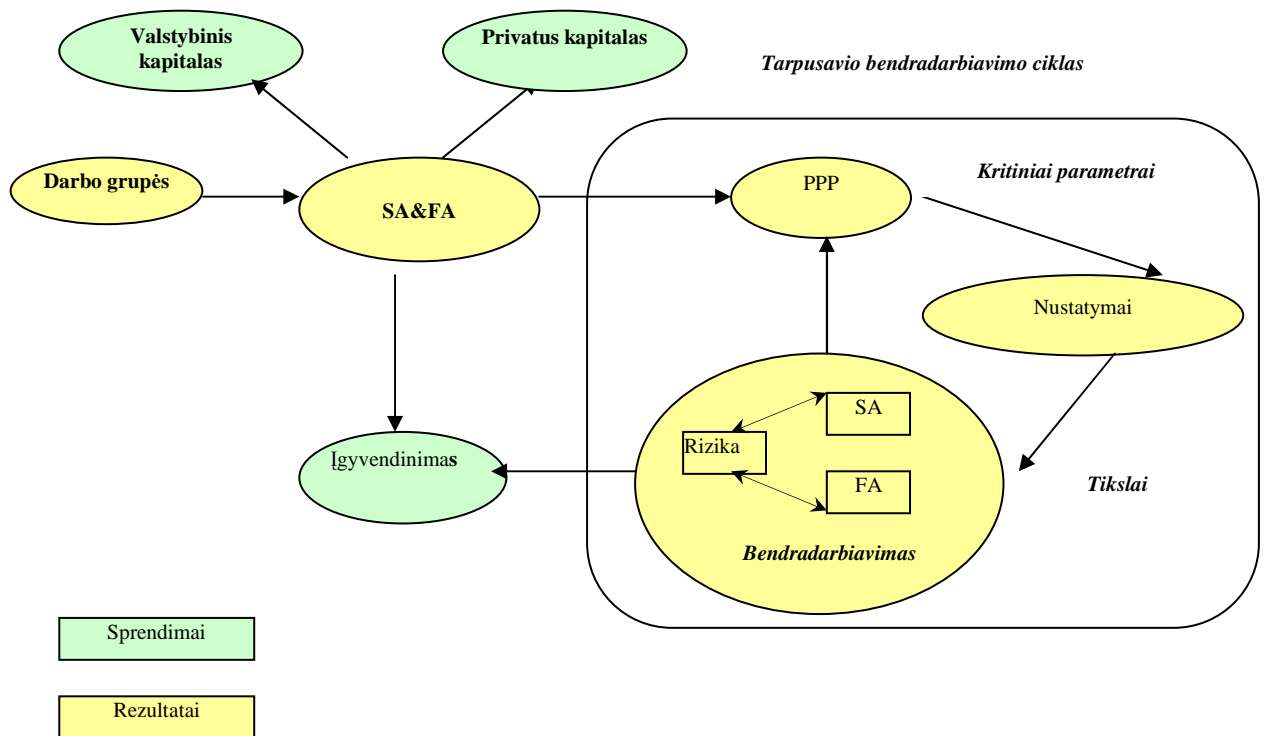 Valstybinis
kapitalas
Privatus kapitalas
Tarpusavio bendradarbiavimo ciklas
Darbo grupės
SA&FA
PPP
Kritiniai parametrai
Nustatymai
SA
Rizika
FA
Įgyvendinimas
Tikslai
Bendradarbiavimas
Sprendimai
Rezultatai